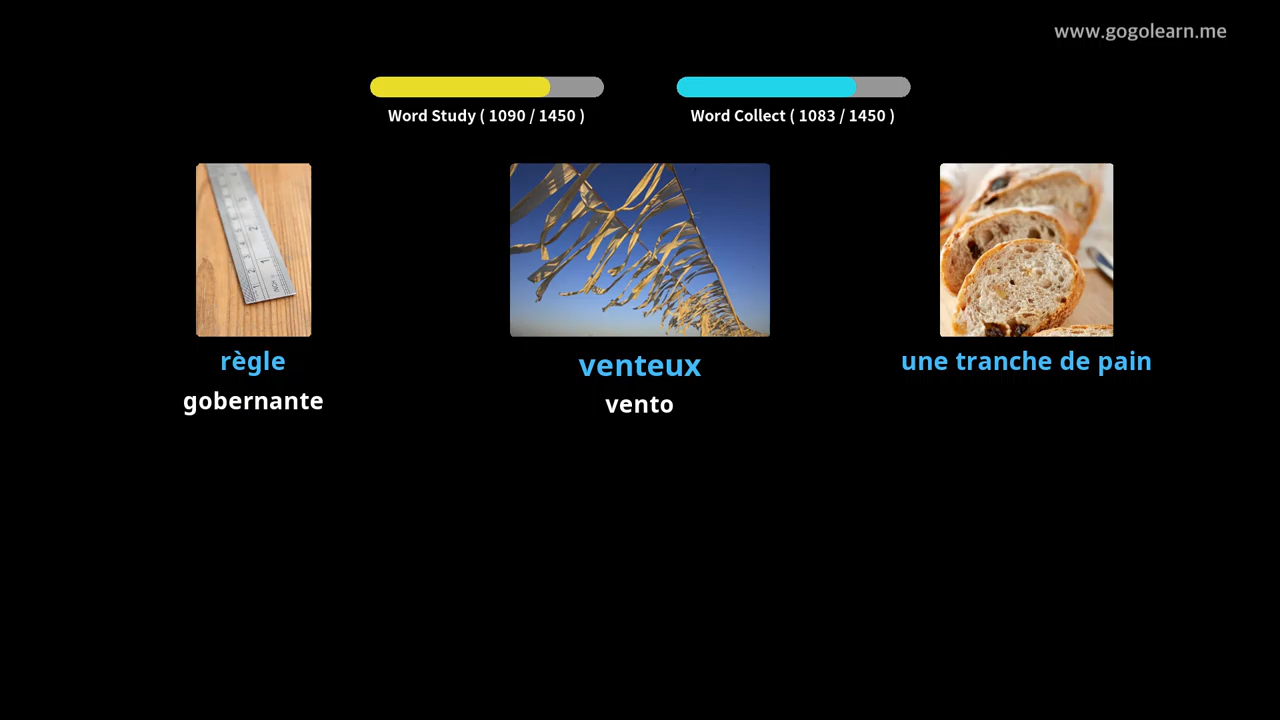 www.gogolearn.me
Word Study ( 1090 / 1450 )
Word Collect ( 1083 / 1450 )
règle
venteux
une tranche de pain
gobernante
vento